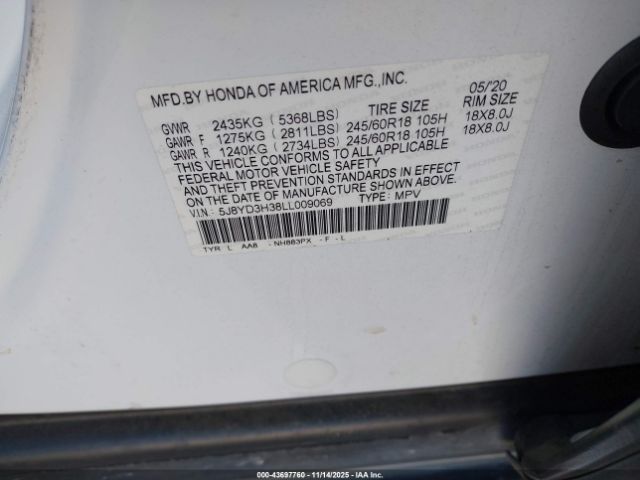 MFD.BY HONDA OF AMERICA MFG.,INC. 05/'20
TIRE SIZE RIM SIZE
GVWR 2435KG ( 5368LBS)
GAWR F 1275KG ( 2811LBS) 245/60R18 105H 18X8.0J
GAWR R 1240KG ( 2734LBS) 245/60R18 105H 18X8.0J
THIS VEHICLE CONFORMS TO ALL APPLICABLE
FEDERAL MOTOR VEHICLE SAFETY
AND THEFT PREVENTION STANDARDS IN EFFECT
ON THE DATE OF MANUFACTURE SHOWN ABOVE.
V.I.N.: 5J8YD3H38LL009069 TYPE: MPV
TYR L AA8 - NH883PX - F - L
000-43697760 - 11/14/2025 - IAAI.com